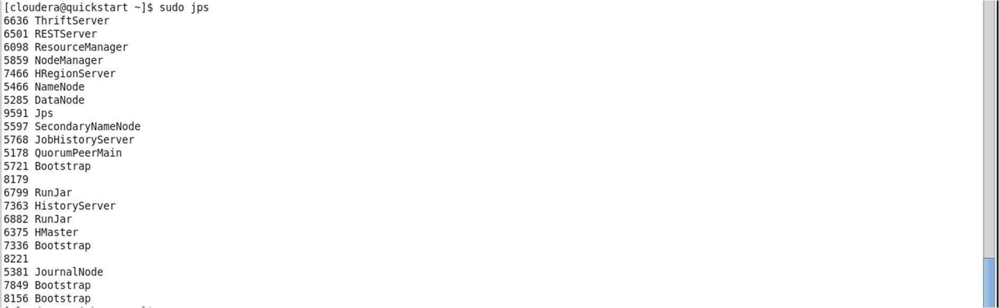 [cloudera@quickstart ~]$ sudo jps
6636 ThriftServer
6501 RESTServer
6098 ResourceManager
5859 NodeManager
7466 HRegionServer
5466 NameNode
5285 DataNode
9591 Jps
5597 SecondaryNameNode
5768 JobHistoryServer
5178 QuorumPeerMain
5721 Bootstrap
8179
6799 RunJar
7363 HistoryServer
6882 RunJar
6375 HMaster
7336 Bootstrap
8221
5381 JournalNode
7849 Bootstrap
8156 Bootstrap